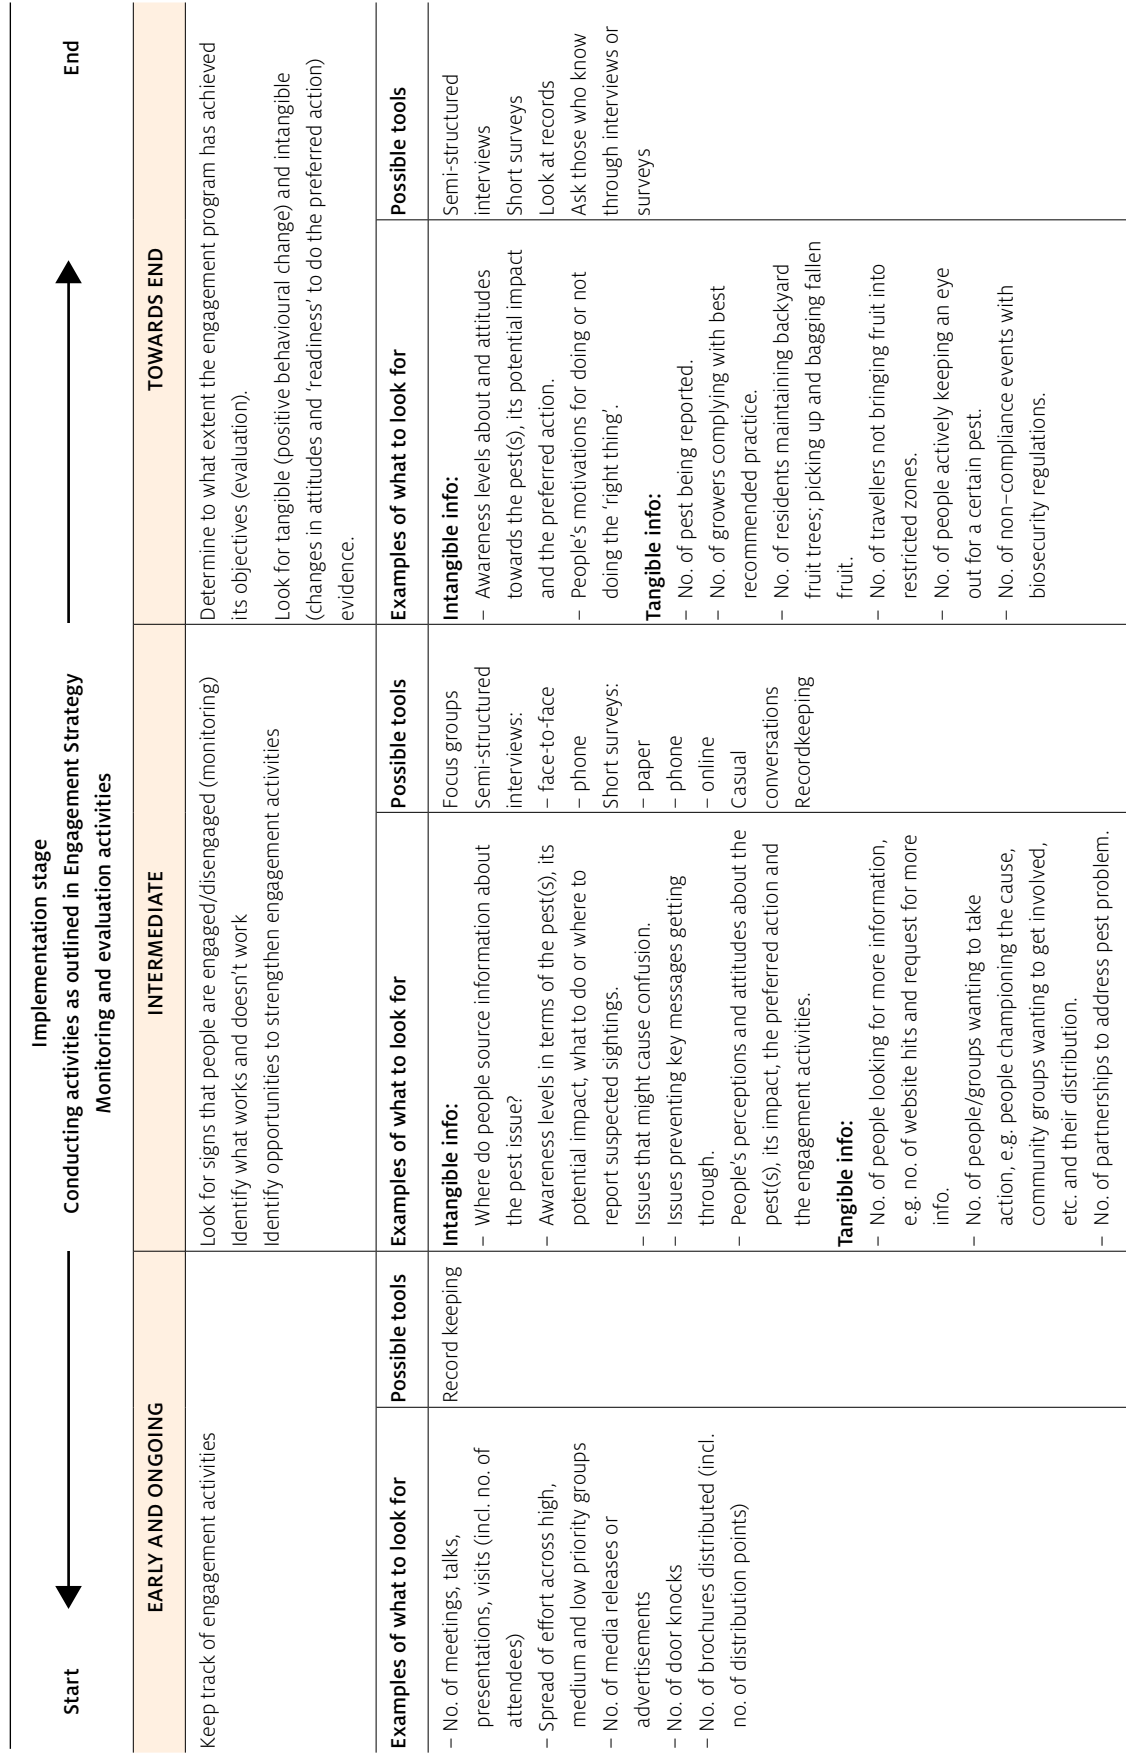 Implementation stage
Start
Conducting activities as outlined in Engagement Strategy
End
Monitoring and evaluation activities
EARLY AND ONGOING
Keep track of engagement activities
Examples of what to look for
– No. of meetings, talks,
presentations, visits (incl. no. of
attendees)
– Spread of effort across high,
medium and low priority groups
– No. of media releases or
advertisements
– No. of door knocks
– No. of brochures distributed (incl.
no. of distribution points)
Possible tools
Record keeping
INTERMEDIATE
Look for signs that people are engaged/disengaged (monitoring)
Identify what works and doesn't work
Identify opportunities to strengthen engagement activities
Examples of what to look for
Intangible info:
– Where do people source information about
the pest issue?
– Awareness levels in terms of the pest(s), its
potential impact, what to do or where to
report suspected sightings.
– Issues that might cause confusion.
– Issues preventing key messages getting
through.
– People's perceptions and attitudes about the
pest(s), its impact, the preferred action and
the engagement activities.
Tangible info:
– No. of people looking for more information,
e.g. no. of website hits and request for more
info.
– No. of people/groups wanting to take
action, e.g. people championing the cause,
community groups wanting to get involved,
etc. and their distribution.
– No. of partnerships to address pest problem.
Possible tools
Focus groups
Semi-structured
interviews:
– face-to-face
– phone
Short surveys:
– paper
– phone
– online
Casual
conversations
Recordkeeping
TOWARDS END
Determine to what extent the engagement program has achieved
its objectives (evaluation).
Look for tangible (positive behavioural change) and intangible
(changes in attitudes and 'readiness' to do the preferred action)
evidence.
Examples of what to look for
Intangible info:
– Awareness levels about and attitudes
towards the pest(s), its potential impact
and the preferred action.
– People's motivations for doing or not
doing the 'right thing'.
Tangible info:
– No. of pest being reported.
– No. of growers complying with best
recommended practice.
– No. of residents maintaining backyard
fruit trees; picking up and bagging fallen
fruit.
– No. of travellers not bringing fruit into
restricted zones.
– No. of people actively keeping an eye
out for a certain pest.
– No. of non–compliance events with
biosecurity regulations.
Possible tools
Semi-structured
interviews
Short surveys
Look at records
Ask those who know
through interviews or
surveys